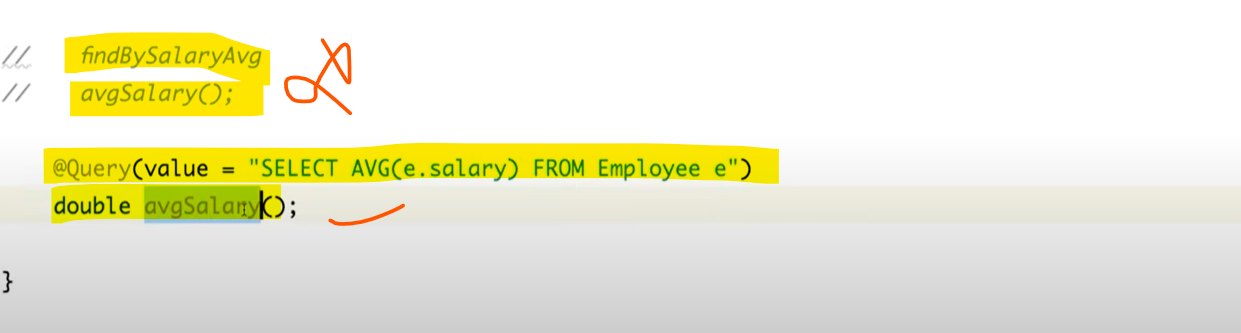 // findBySalaryAvg
// avgSalary();
@Query(value = "SELECT AVG(e.salary) FROM Employee e")
double avgSalary();
}